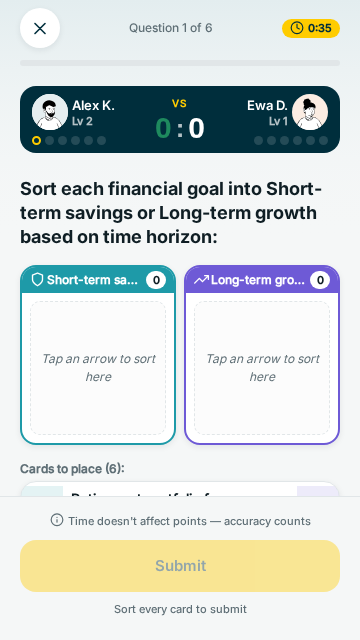 Question 1 of 6
0:35
Alex K.
Lv 2
VS
0 : 0
Ewa D.
Lv 1
Sort each financial goal into Short-
term savings or Long-term growth
based on time horizon:
Short-term sa... 0
Long-term gro... 0
Tap an arrow to sort
here
Tap an arrow to sort
here
Cards to place (6):
Time doesn't affect points — accuracy counts
Submit
Sort every card to submit